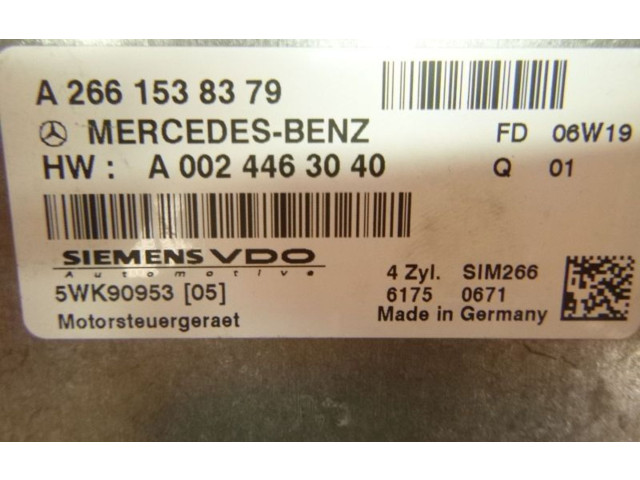 A 266 153 83 79
MERCEDES-BENZ FD 06W19
HW : A 002 446 30 40 Q 01
SIEMENS VDO
Automotive
5WK90953 [05]
4 Zyl. SIM266
6175 0671
Motorsteuergeraet
Made in Germany